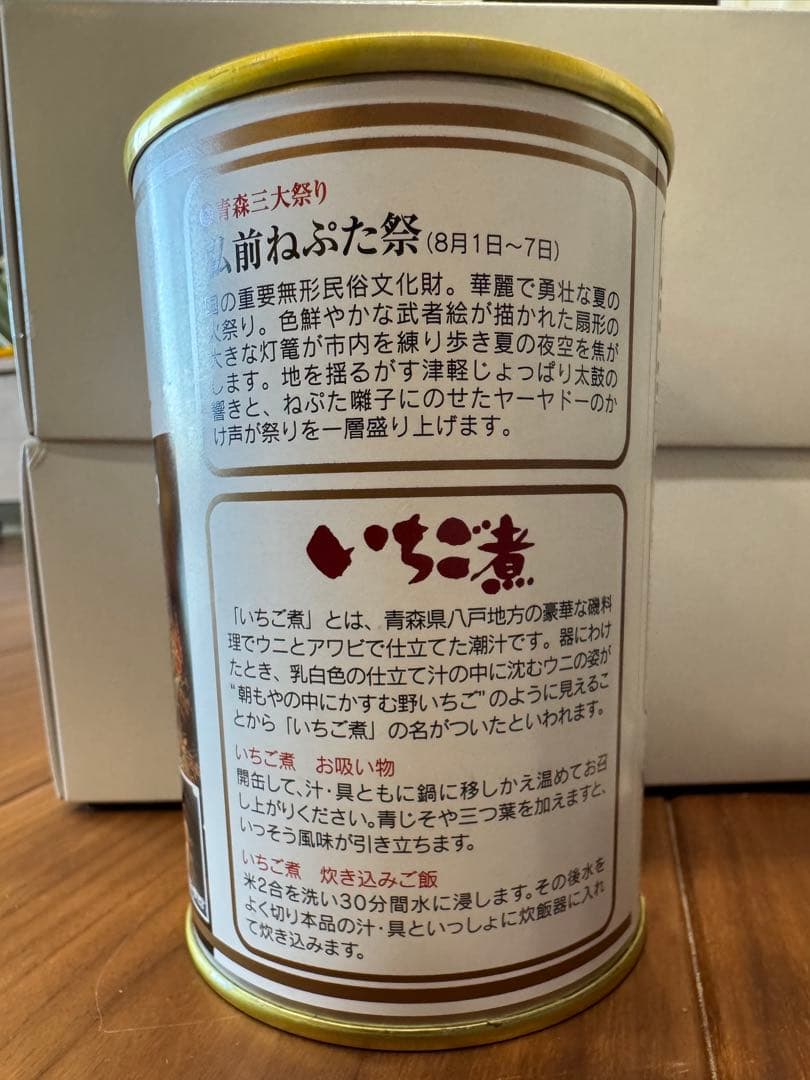 青森三大祭り
弘前ねぷた祭(8月1日〜7日)
国の重要無形民俗文化財。華麗で勇壮な夏の
火祭り。色鮮やかな武者絵が描かれた扇形の
大きな灯篭が市内を練り歩き夏の夜空を焦が
します。地を揺るがす津軽じょっぱり太鼓の
響きと、ねぷた囃子にのせたヤーヤドーのか
け声が祭りを一層盛り上げます。
いちご煮
「いちご煮」とは、青森県八戸地方の豪華な磯料
理でウニとアワビで仕立てた潮汁です。器にわけ
たとき、乳白色の仕立て汁の中に沈むウニの姿が
“朝もやの中にかすむ野いちご”のように見えるこ
とから「いちご煮」の名がついたといわれます。
いちご煮 お吸い物
開缶して、汁・具ともに鍋に移しかえ温めてお召
し上がりください。青じそや三つ葉を加えますと、
いっそう風味が引き立ちます。
いちご煮 炊き込みご飯
米2合を洗い30分間水に浸します。その後水を
よく切り本品の汁・具といっしょに炊飯器に入れ
て炊き込みます。